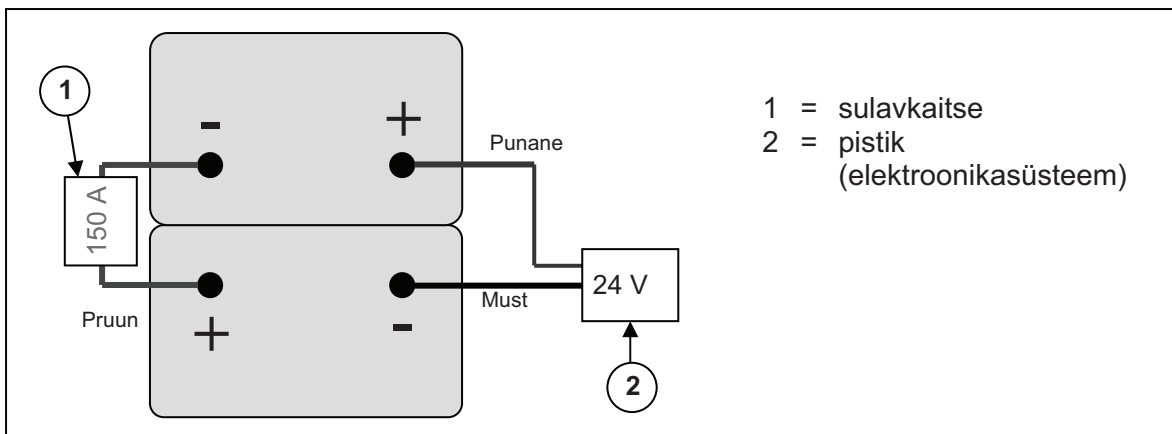 1
-
+
Punane
150 A
24 V
Must
Pruun
+
-
2
1 = sulavkaitse
2 = pistik
(elektroonikasüsteem)